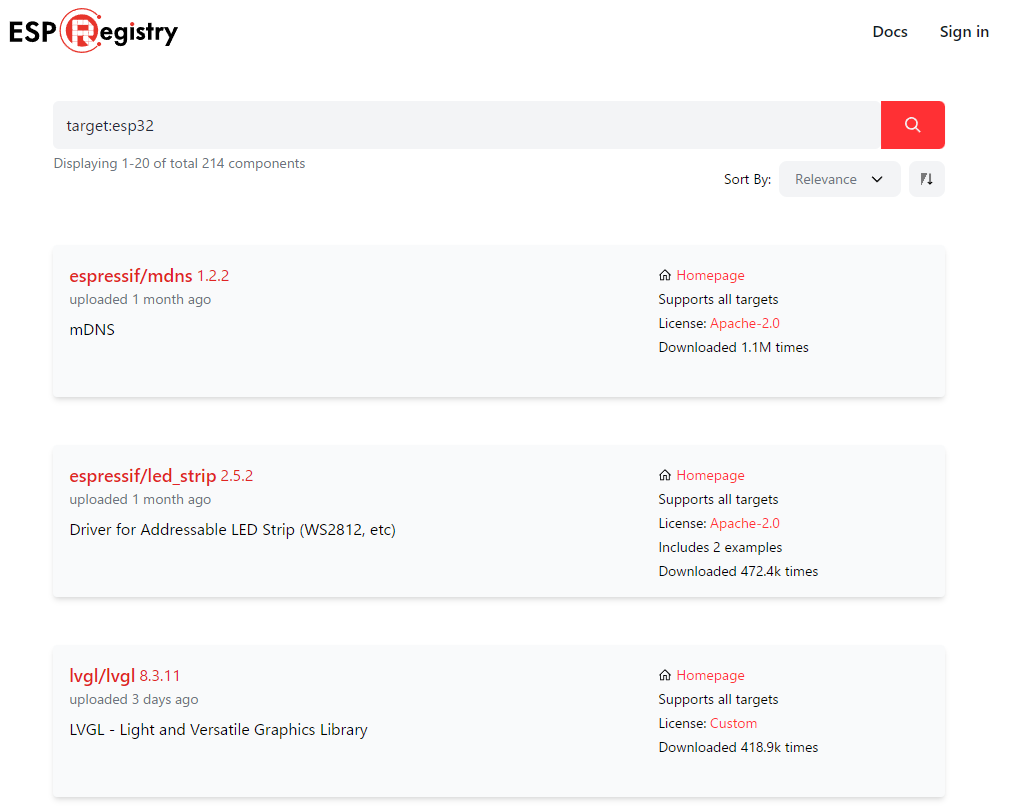 ESP Registry
Docs Sign in
target:esp32
Displaying 1-20 of total 214 components
Sort By: Relevance
espressif/mdns 1.2.2
uploaded 1 month ago
mDNS
Homepage
Supports all targets
License: Apache-2.0
Downloaded 1.1M times
espressif/led_strip 2.5.2
uploaded 1 month ago
Driver for Addressable LED Strip (WS2812, etc)
Homepage
Supports all targets
License: Apache-2.0
Includes 2 examples
Downloaded 472.4k times
lvgl/lvgl 8.3.11
uploaded 3 days ago
LVGL - Light and Versatile Graphics Library
Homepage
Supports all targets
License: Custom
Downloaded 418.9k times